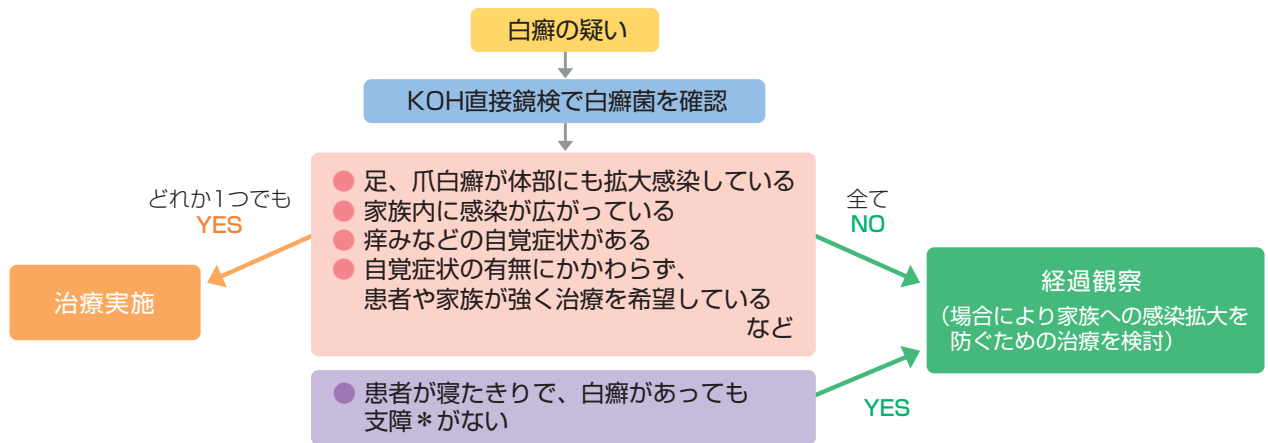 白癬の疑い
KOH直接鏡検で白癬菌を確認
どれか1つでも
YES
● 足、爪白癬が体部にも拡大感染している
● 家族内に感染が広がっている
● 痒みなどの自覚症状がある
● 自覚症状の有無にかかわらず、
患者や家族が強く治療を希望している
など
全て
NO
治療実施
経過観察
（場合により家族への感染拡大を
防ぐための治療を検討）
● 患者が寝たきりで、白癬があっても
支障＊がない
YES